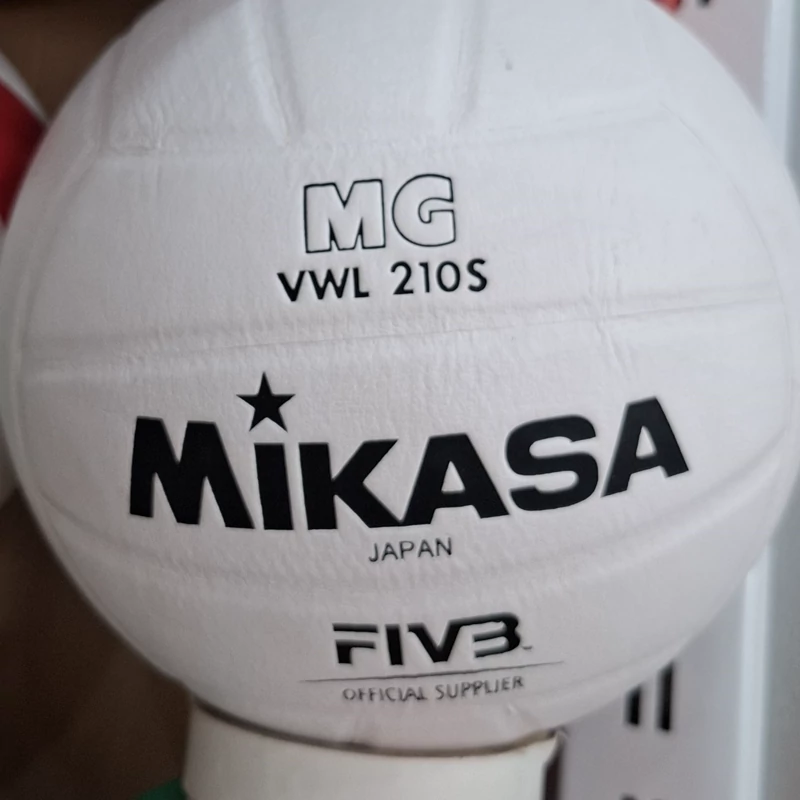 MG
VWL 210S
MiKASA
JAPAN
FIVB
OFFICIAL SUPPLIER